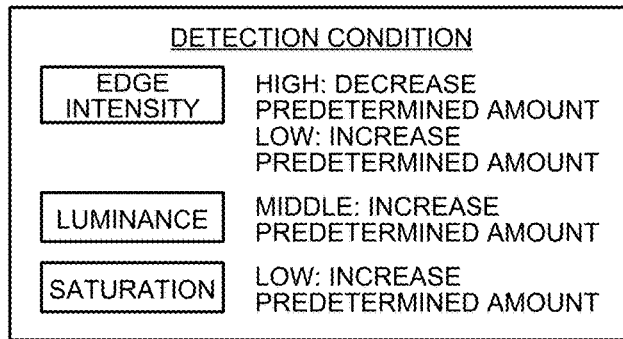 DETECTION CONDITION
EDGE
INTENSITY
HIGH: DECREASE
PREDETERMINED AMOUNT
LOW: INCREASE
PREDETERMINED AMOUNT
LUMINANCE
MIDDLE: INCREASE
PREDETERMINED AMOUNT
SATURATION
LOW: INCREASE
PREDETERMINED AMOUNT